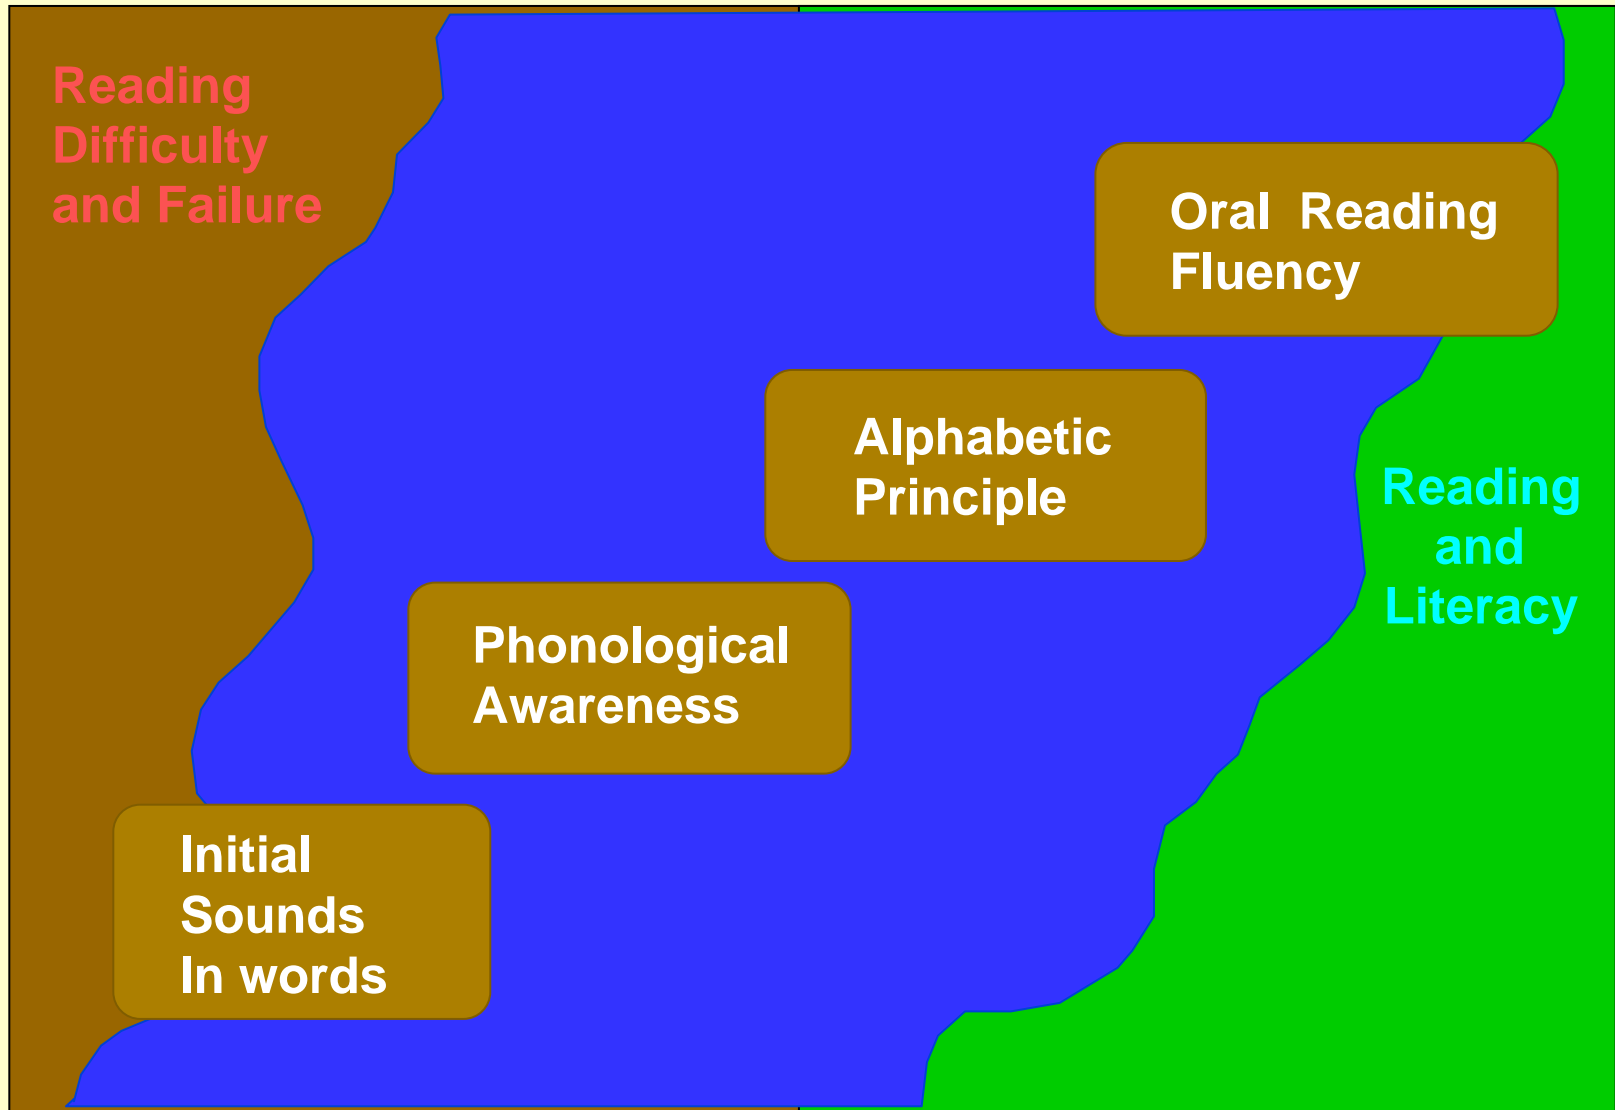 Reading
Difficulty
and Failure
Oral Reading
Fluency
Alphabetic
Principle
Reading
and
Literacy
Phonological
Awareness
Initial
Sounds
In words